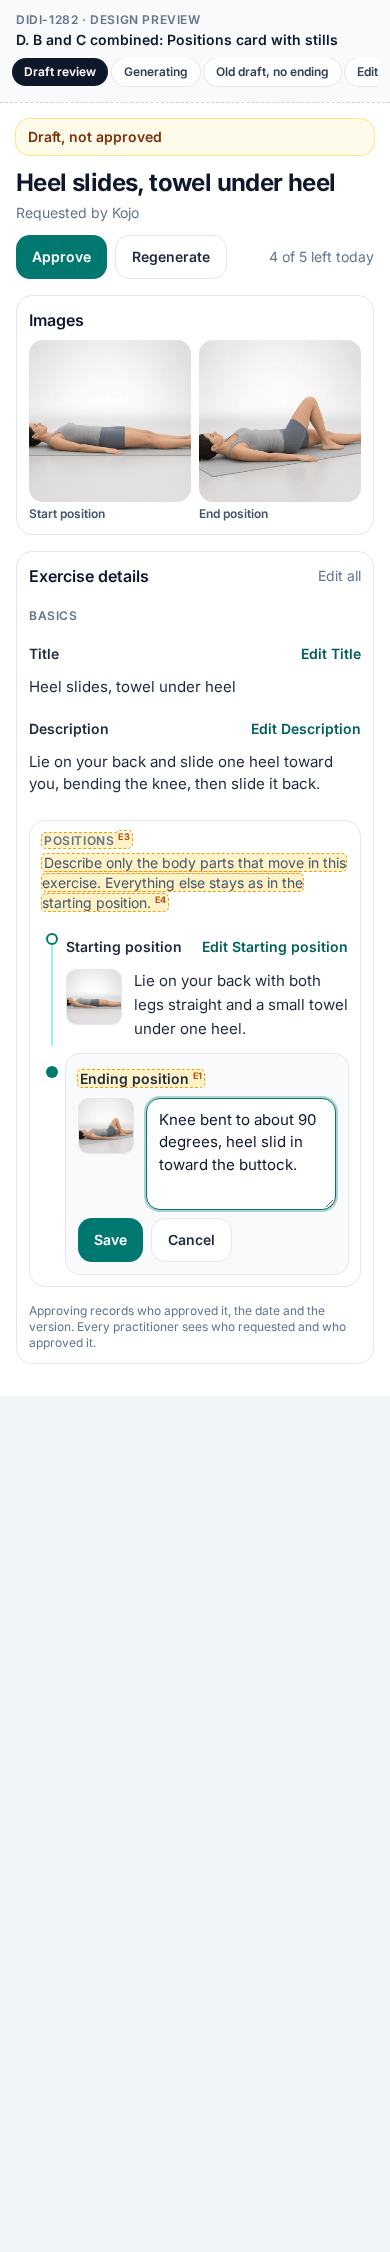 DIDI-1282 · DESIGN PREVIEW
D. B and C combined: Positions card with stills
Draft review
Generating
Old draft, no ending
Edit
Draft, not approved
Heel slides, towel under heel
Requested by Kojo
Approve
Regenerate
4 of 5 left today
Images
Start position
End position
Exercise details
Edit all
BASICS
Title
Edit Title
Heel slides, towel under heel
Description
Edit Description
Lie on your back and slide one heel toward
you, bending the knee, then slide it back.
POSITIONS E3
Describe only the body parts that move in this
exercise. Everything else stays as in the
starting position. E4
Starting position
Edit Starting position
Lie on your back with both
legs straight and a small towel
under one heel.
Ending position E1
Knee bent to about 90
degrees, heel slid in
toward the buttock.
Save
Cancel
Approving records who approved it, the date and the
version. Every practitioner sees who requested and who
approved it.